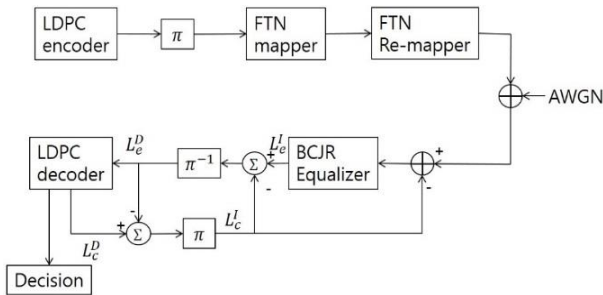 LDPC
encoder
π
FTN
mapper
FTN
Re-mapper
AWGN
LDPC
decoder
L_e^D
π^{-1}
+
Σ
-
L_e^I
BCJR
Equalizer
+
-
-
+
Σ
π
L_c^I
L_c^D
Decision